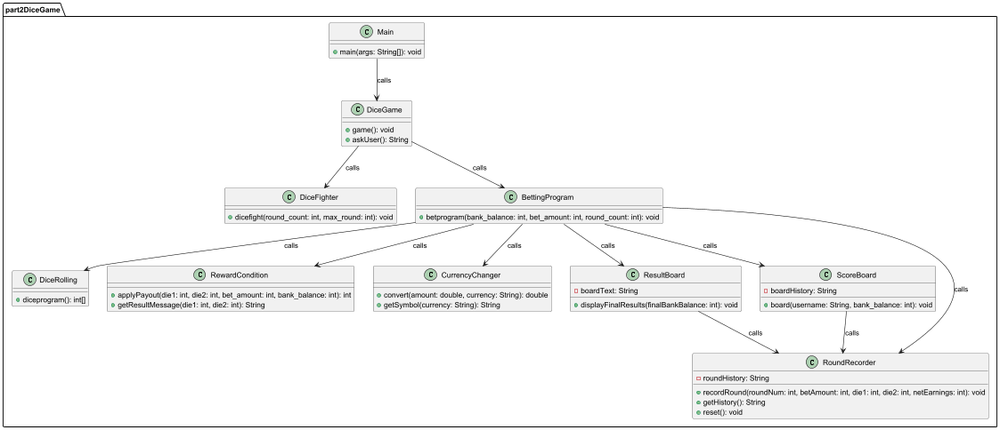 part2DiceGame
C Main
main(args: String[]): void
calls
C DiceGame
game(): void
askUser(): String
calls
calls
C DiceFighter
dicefight(round_count: int, max_round: int): void
C BettingProgram
betprogram(bank_balance: int, bet_amount: int, round_count: int): void
calls
calls
calls
calls
calls
calls
C DiceRolling
diceprogram(): int[]
C RewardCondition
applyPayout(die1: int, die2: int, bet_amount: int, bank_balance: int): int
getResultMessage(die1: int, die2: int): String
C CurrencyChanger
convert(amount: double, currency: String): double
getSymbol(currency: String): String
C ResultBoard
boardText: String
displayFinalResults(finalBankBalance: int): void
C ScoreBoard
boardHistory: String
board(username: String, bank_balance: int): void
calls
calls
C RoundRecorder
roundHistory: String
recordRound(roundNum: int, betAmount: int, die1: int, die2: int, netEarnings: int): void
getHistory(): String
reset(): void